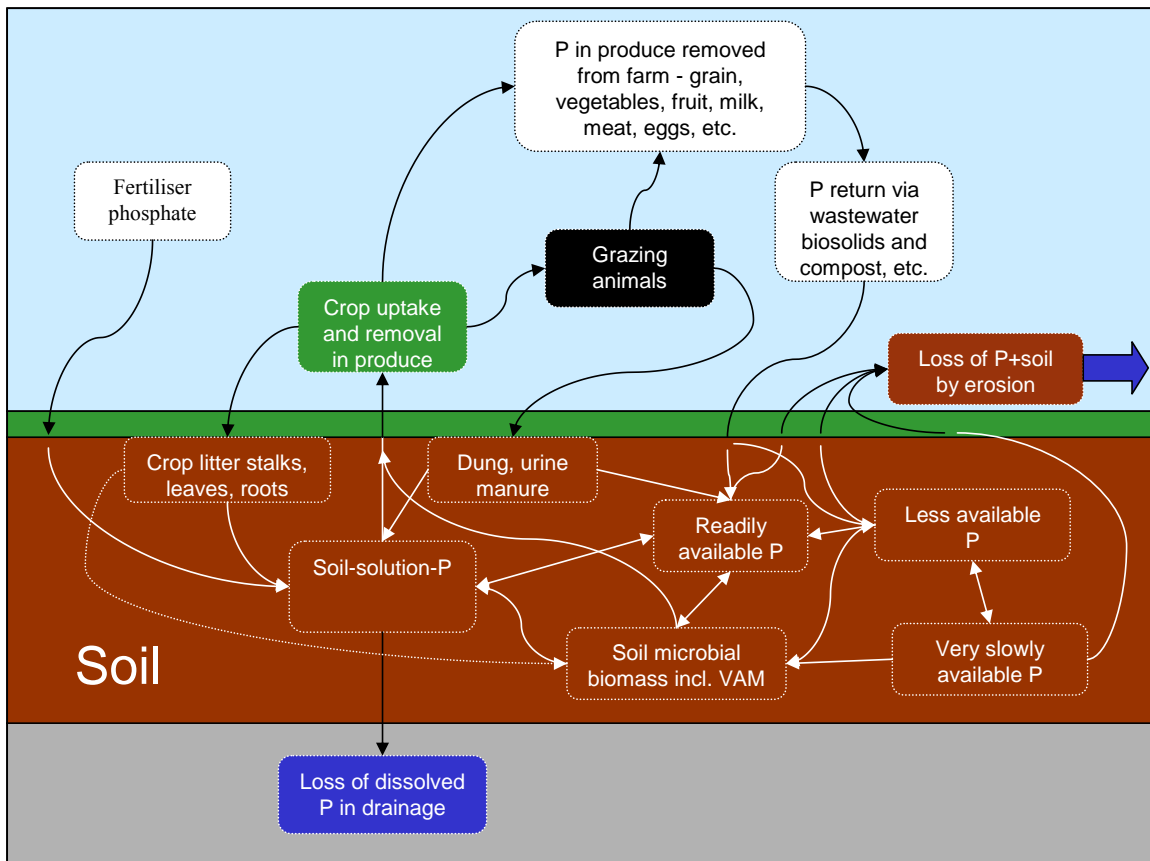 P in produce removed
from farm - grain,
vegetables, fruit, milk,
meat, eggs, etc.
Fertiliser
phosphate
P return via
wastewater
biosolids and
compost, etc.
Grazing
animals
Crop uptake
and removal
in produce
Loss of P+soil
by erosion
Crop litter stalks,
leaves, roots
Dung, urine
manure
Readily
available P
Less available
P
Soil-solution-P
Soil
Soil microbial
biomass incl. VAM
Very slowly
available P
Loss of dissolved
P in drainage